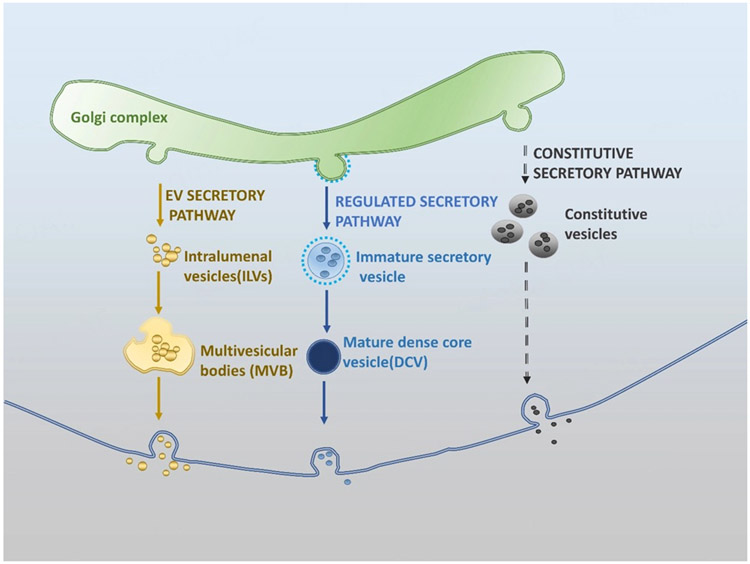 Golgi complex
EV SECRETORY
PATHWAY
Intralumenal
vesicles(ILVs)
Multivesicular
bodies (MVB)
REGULATED SECRETORY
PATHWAY
Immature secretory
vesicle
Mature dense core
vesicle(DCV)
CONSTITUTIVE
SECRETORY PATHWAY
Constitutive
vesicles